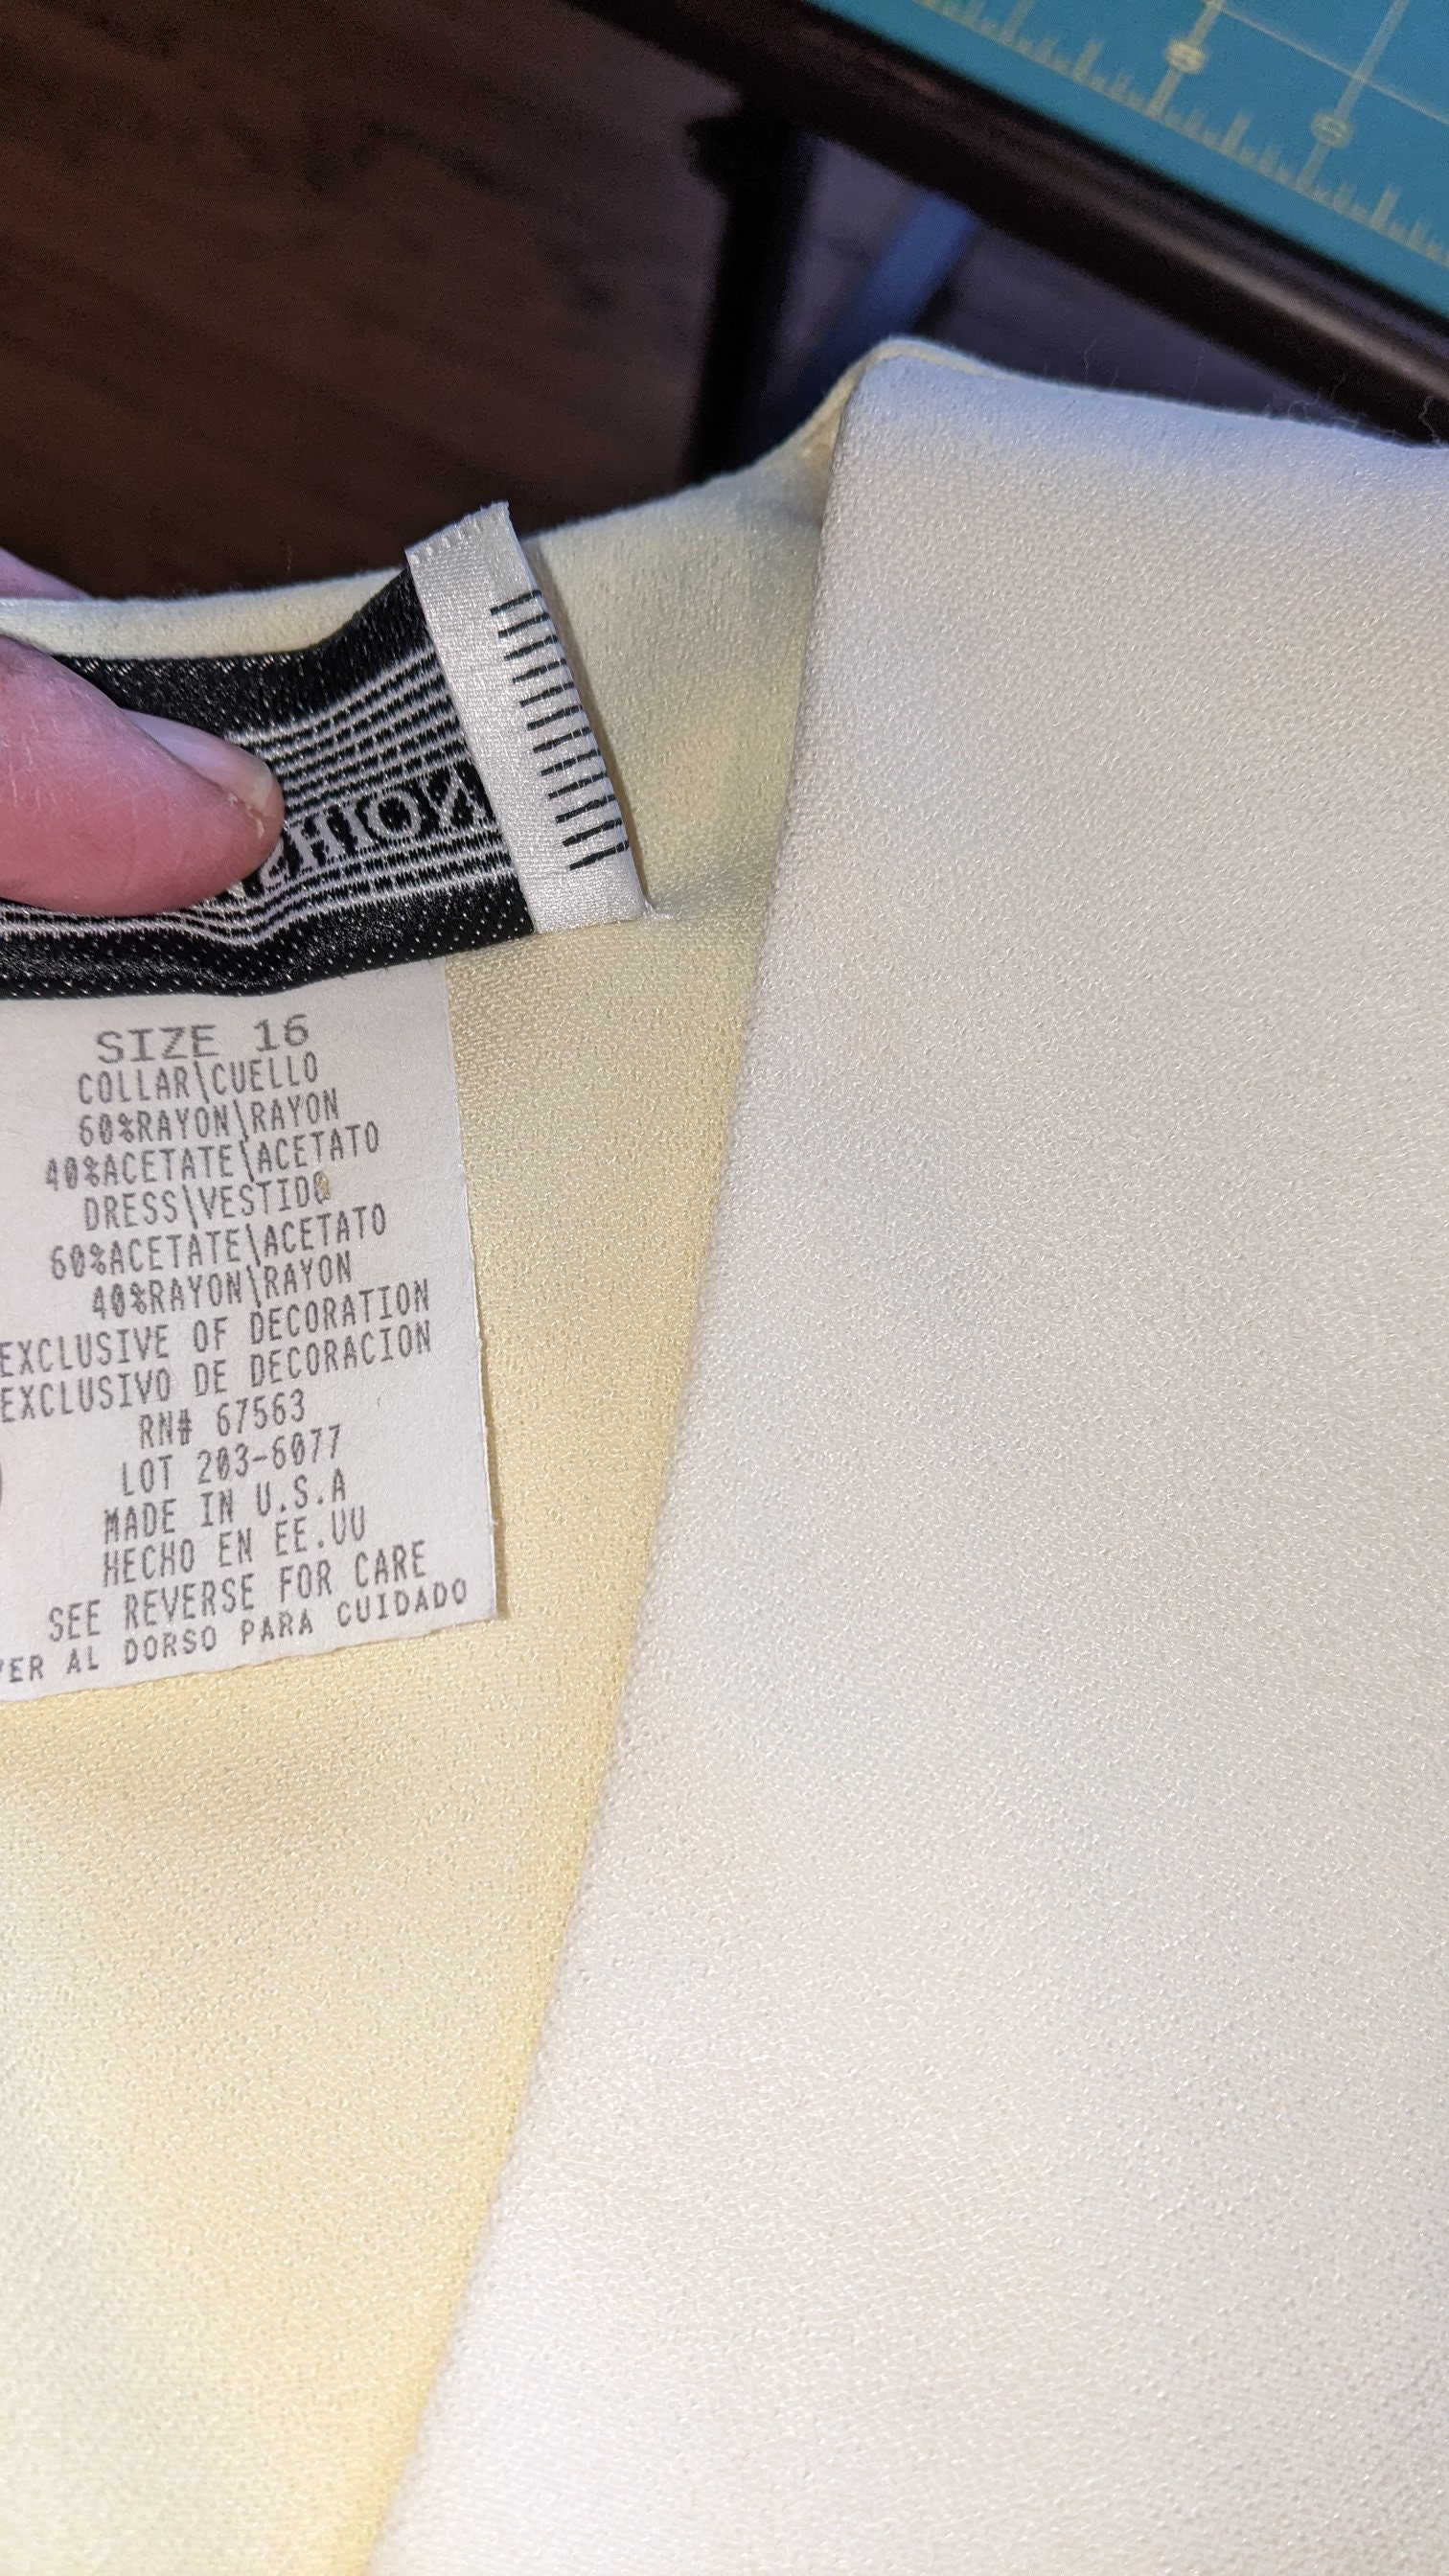 SIZE 16
COLLAR\CUELLO
60%RAYON\RAYON
40%ACETATE\ACETATO
DRESS\VESTIDO
60%ACETATE\ACETATO
40%RAYON\RAYON
EXCLUSIVE OF DECORATION
EXCLUSIVO DE DECORACION
RN# 67563
LOT 203-6077
MADE IN U.S.A
HECHO EN EE.UU
SEE REVERSE FOR CARE
VER AL DORSO PARA CUIDADO